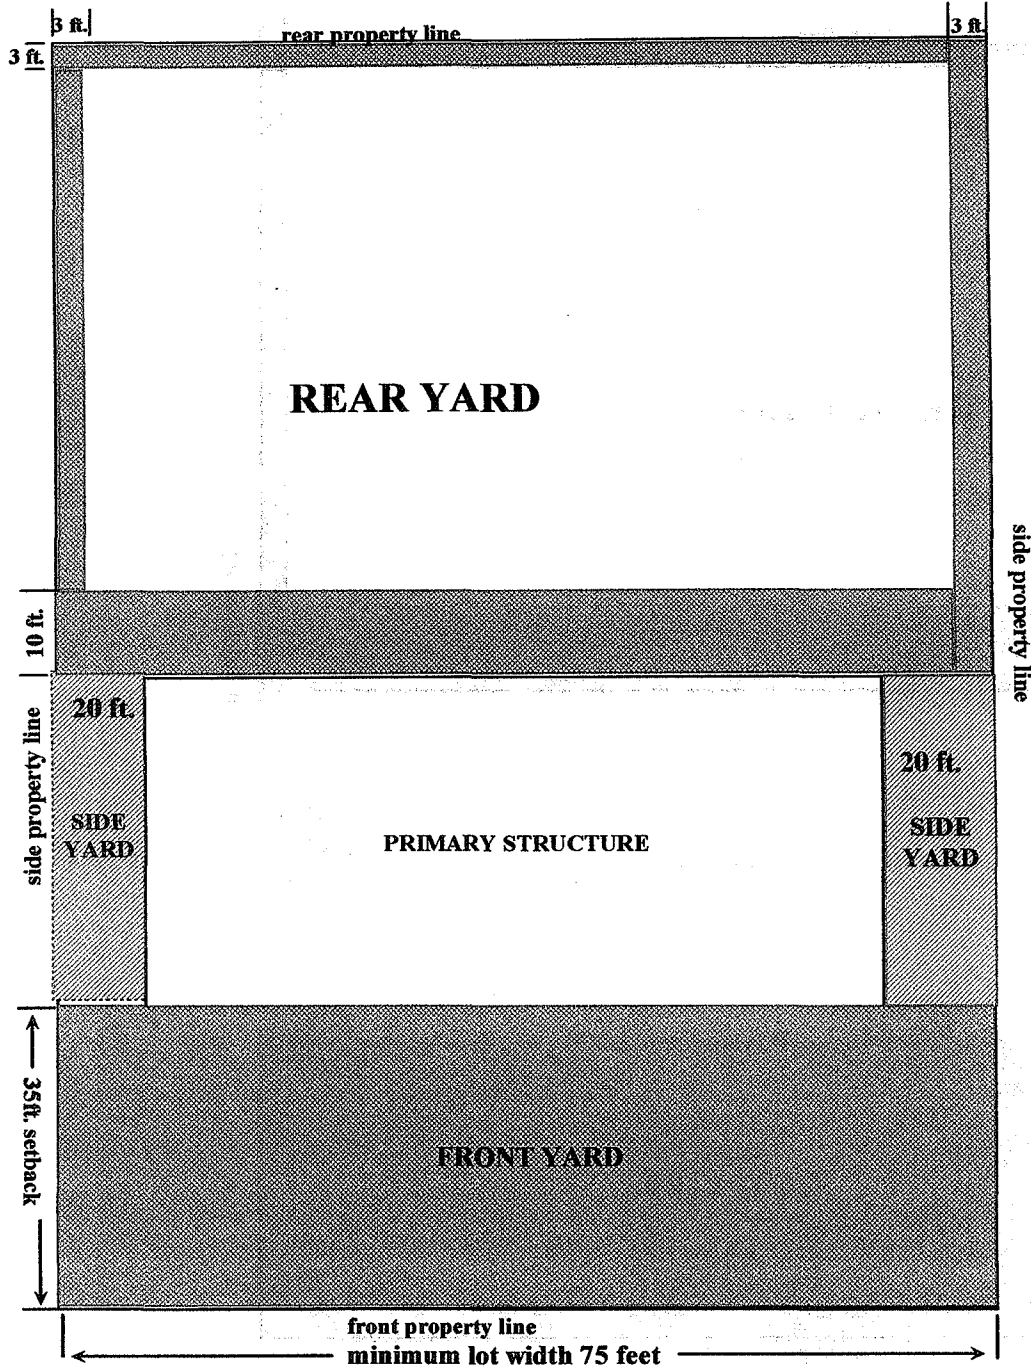 3 ft.
3 ft.
rear property line
3 ft.
REAR YARD
side property line
10 ft.
20 ft.
side property line
20 ft.
SIDE
YARD
PRIMARY STRUCTURE
SIDE
YARD
35ft. setback
FRONT YARD
front property line
minimum lot width 75 feet